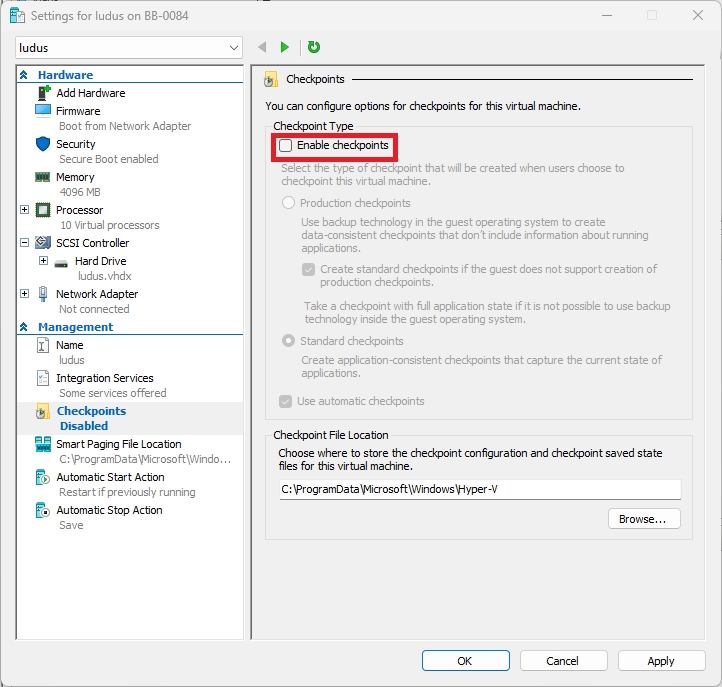 Settings for ludus on BB-0084
ludus
Hardware
Add Hardware
Firmware
Boot from Network Adapter
Security
Secure Boot enabled
Memory
4096 MB
Processor
10 Virtual processors
SCSI Controller
Hard Drive
ludus.vhdx
Network Adapter
Not connected
Management
Name
ludus
Integration Services
Some services offered
Checkpoints
Disabled
Smart Paging File Location
C:\ProgramData\Microsoft\Windo...
Automatic Start Action
Restart if previously running
Automatic Stop Action
Save
Checkpoints
You can configure options for checkpoints for this virtual machine.
Checkpoint Type
Enable checkpoints
Select the type of checkpoint that will be created when users choose to
checkpoint this virtual machine.
Production checkpoints
Use backup technology in the guest operating system to create
data-consistent checkpoints that don't include information about running
applications.
Create standard checkpoints if the guest does not support creation of
production checkpoints.
Take a checkpoint with full application state if it is not possible to use backup
technology inside the guest operating system.
Standard checkpoints
Create application-consistent checkpoints that capture the current state of
applications.
Use automatic checkpoints
Checkpoint File Location
Choose where to store the checkpoint configuration and checkpoint saved state
files for this virtual machine.
C:\ProgramData\Microsoft\Windows\Hyper-V
Browse...
OK
Cancel
Apply